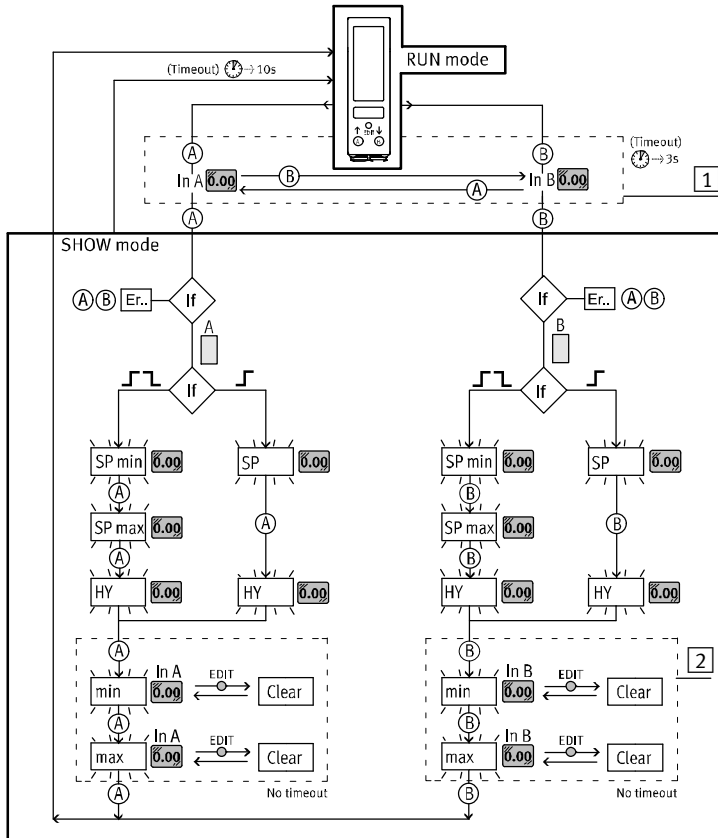 RUN mode
(Timeout) → 10s
↑ EDIT ↓
A B
(Timeout)
→ 3s
A B
In A 0.00 B In B 0.00
A
1
A B
SHOW mode
A B Er.. If
If Er.. A B
A B
If If
SP min 0.00 SP 0.00
SP min 0.00 SP 0.00
A B
SP max 0.00 A
SP max 0.00 B
A B
HY 0.00 HY 0.00
HY 0.00 HY 0.00
A B
2
In A EDIT
min 0.00 Clear
In B EDIT
min 0.00 Clear
A B
In A EDIT
max 0.00 Clear
In B EDIT
max 0.00 Clear
A No timeout
B No timeout